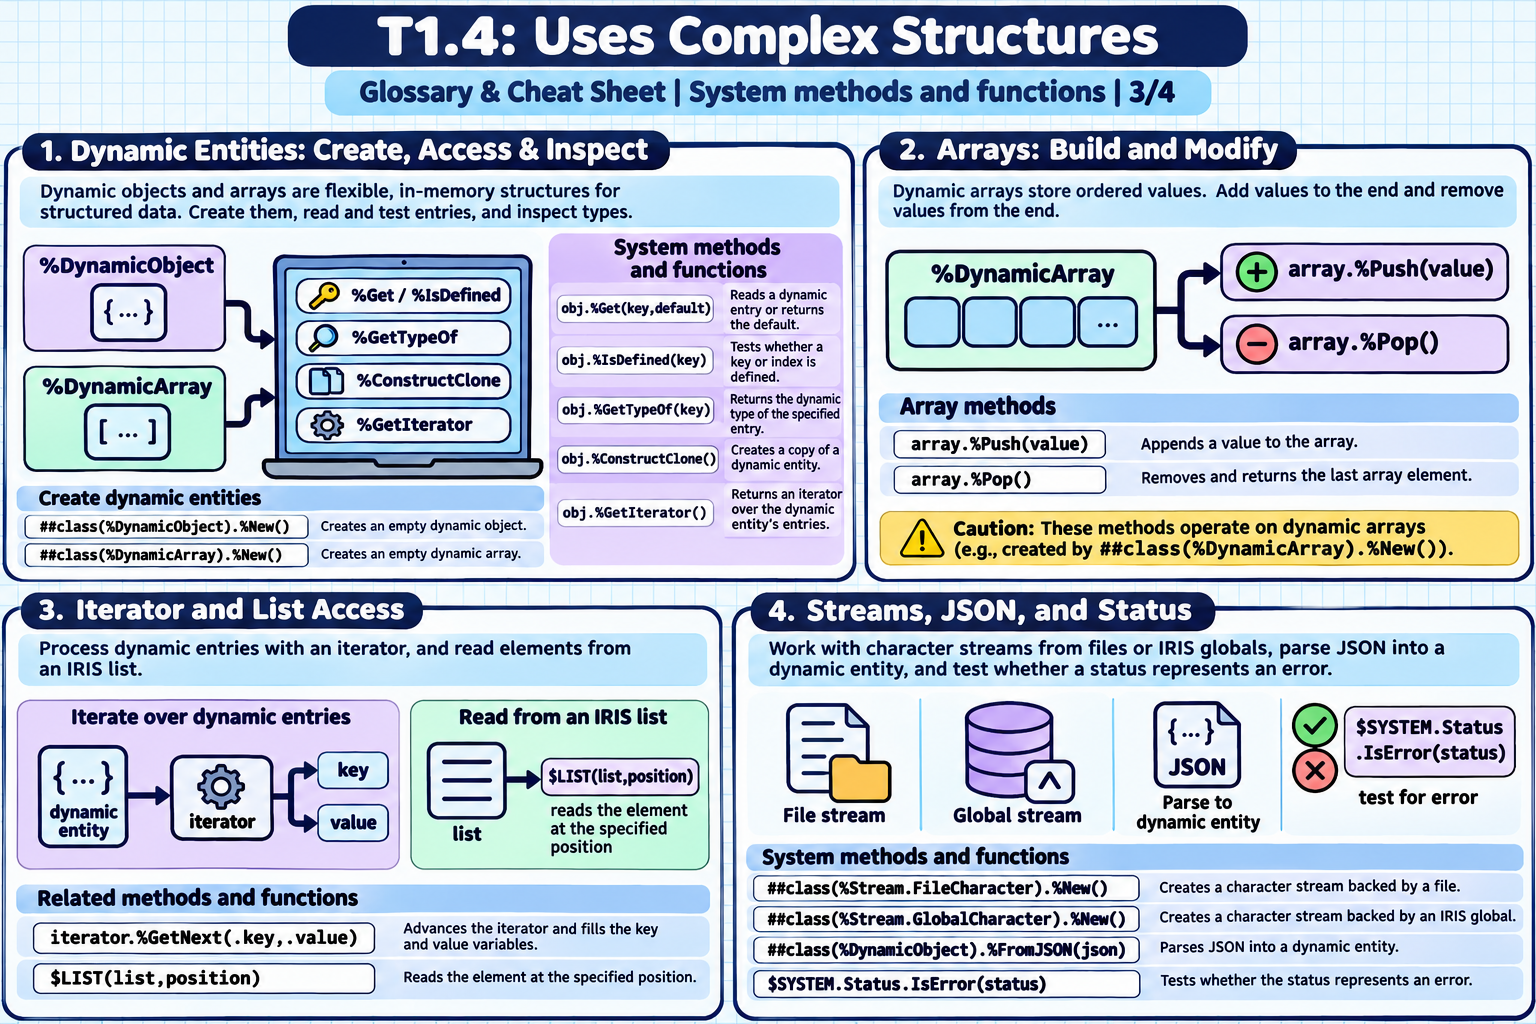 T1.4: Uses Complex Structures
Glossary & Cheat Sheet | System methods and functions | 3/4
1. Dynamic Entities: Create, Access & Inspect
Dynamic objects and arrays are flexible, in-memory structures for
structured data. Create them, read and test entries, and inspect types.
%DynamicObject
{...}
%DynamicArray
[ ... ]
%Get / %IsDefined
%GetTypeOf
%ConstructClone
%GetIterator
Create dynamic entities
##class(%DynamicObject).%New()
Creates an empty dynamic object.
##class(%DynamicArray).%New()
Creates an empty dynamic array.
System methods
and functions
obj.%Get(key,default)
Reads a dynamic
entry or returns
the default.
obj.%IsDefined(key)
Tests whether a
key or index is
defined.
obj.%GetTypeOf(key)
Returns the dynamic
type of the specified
entry.
obj.%ConstructClone()
Creates a copy of a
dynamic entity.
obj.%GetIterator()
Returns an iterator
over the dynamic
entity's entries.
2. Arrays: Build and Modify
Dynamic arrays store ordered values. Add values to the end and remove
values from the end.
%DynamicArray
...
array.%Push(value)
array.%Pop()
Array methods
array.%Push(value)
Appends a value to the array.
array.%Pop()
Removes and returns the last array element.
Caution: These methods operate on dynamic arrays
(e.g., created by ##class(%DynamicArray).%New()).
3. Iterator and List Access
Process dynamic entries with an iterator, and read elements from
an IRIS list.
Iterate over dynamic entries
{...}
dynamic
entity
iterator
key
value
Read from an IRIS list
list
$LIST(list,position)
reads the element
at the specified
position
Related methods and functions
iterator.%GetNext(.key,.value)
Advances the iterator and fills the key
and value variables.
$LIST(list,position)
Reads the element at the specified position.
4. Streams, JSON, and Status
Work with character streams from files or IRIS globals, parse JSON into a
dynamic entity, and test whether a status represents an error.
File stream
Global stream
{...}
JSON
Parse to
dynamic entity
$SYSTEM.Status
.IsError(status)
test for error
System methods and functions
##class(%Stream.FileCharacter).%New()
Creates a character stream backed by a file.
##class(%Stream.GlobalCharacter).%New()
Creates a character stream backed by an IRIS global.
##class(%DynamicObject).%FromJSON(json)
Parses JSON into a dynamic entity.
$SYSTEM.Status.IsError(status)
Tests whether the status represents an error.